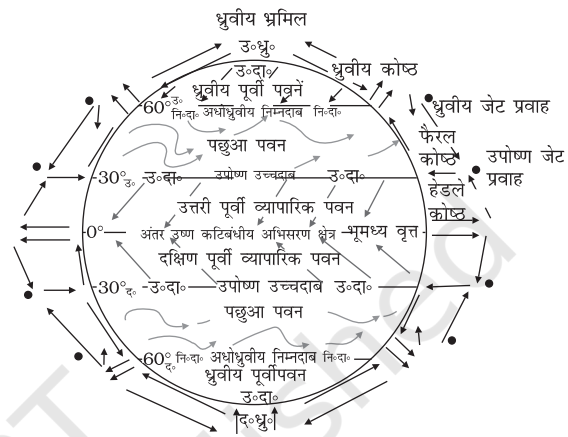 ध्रुवीय भ्रमिल
उ॰ध्रु॰
उ॰दा॰
ध्रुवीय कोष्ठ
ध्रुवीय पूर्वी पवनें
60°उ॰ नि॰दा॰ अधोध्रुवीय निम्नदाब नि॰दा॰
ध्रुवीय जेट प्रवाह
पछुआ पवन
फैरल
कोष्ठ
उपोष्ण जेट
प्रवाह
30°उ॰ उ॰दा॰ उपोष्ण उच्चदाब उ॰दा॰
हेडले
कोष्ठ
उत्तरी पूर्वी व्यापारिक पवन
0° अंतर उष्ण कटिबंधीय अभिसरण क्षेत्र भूमध्य वृत्त
दक्षिण पूर्वी व्यापारिक पवन
30°द॰ उ॰दा॰ उपोष्ण उच्चदाब उ॰दा॰
पछुआ पवन
60°द॰ नि॰दा॰ अधोध्रुवीय निम्नदाब नि॰दा॰
ध्रुवीय पूर्वीपवन
उ॰दा॰
द॰ध्रु॰